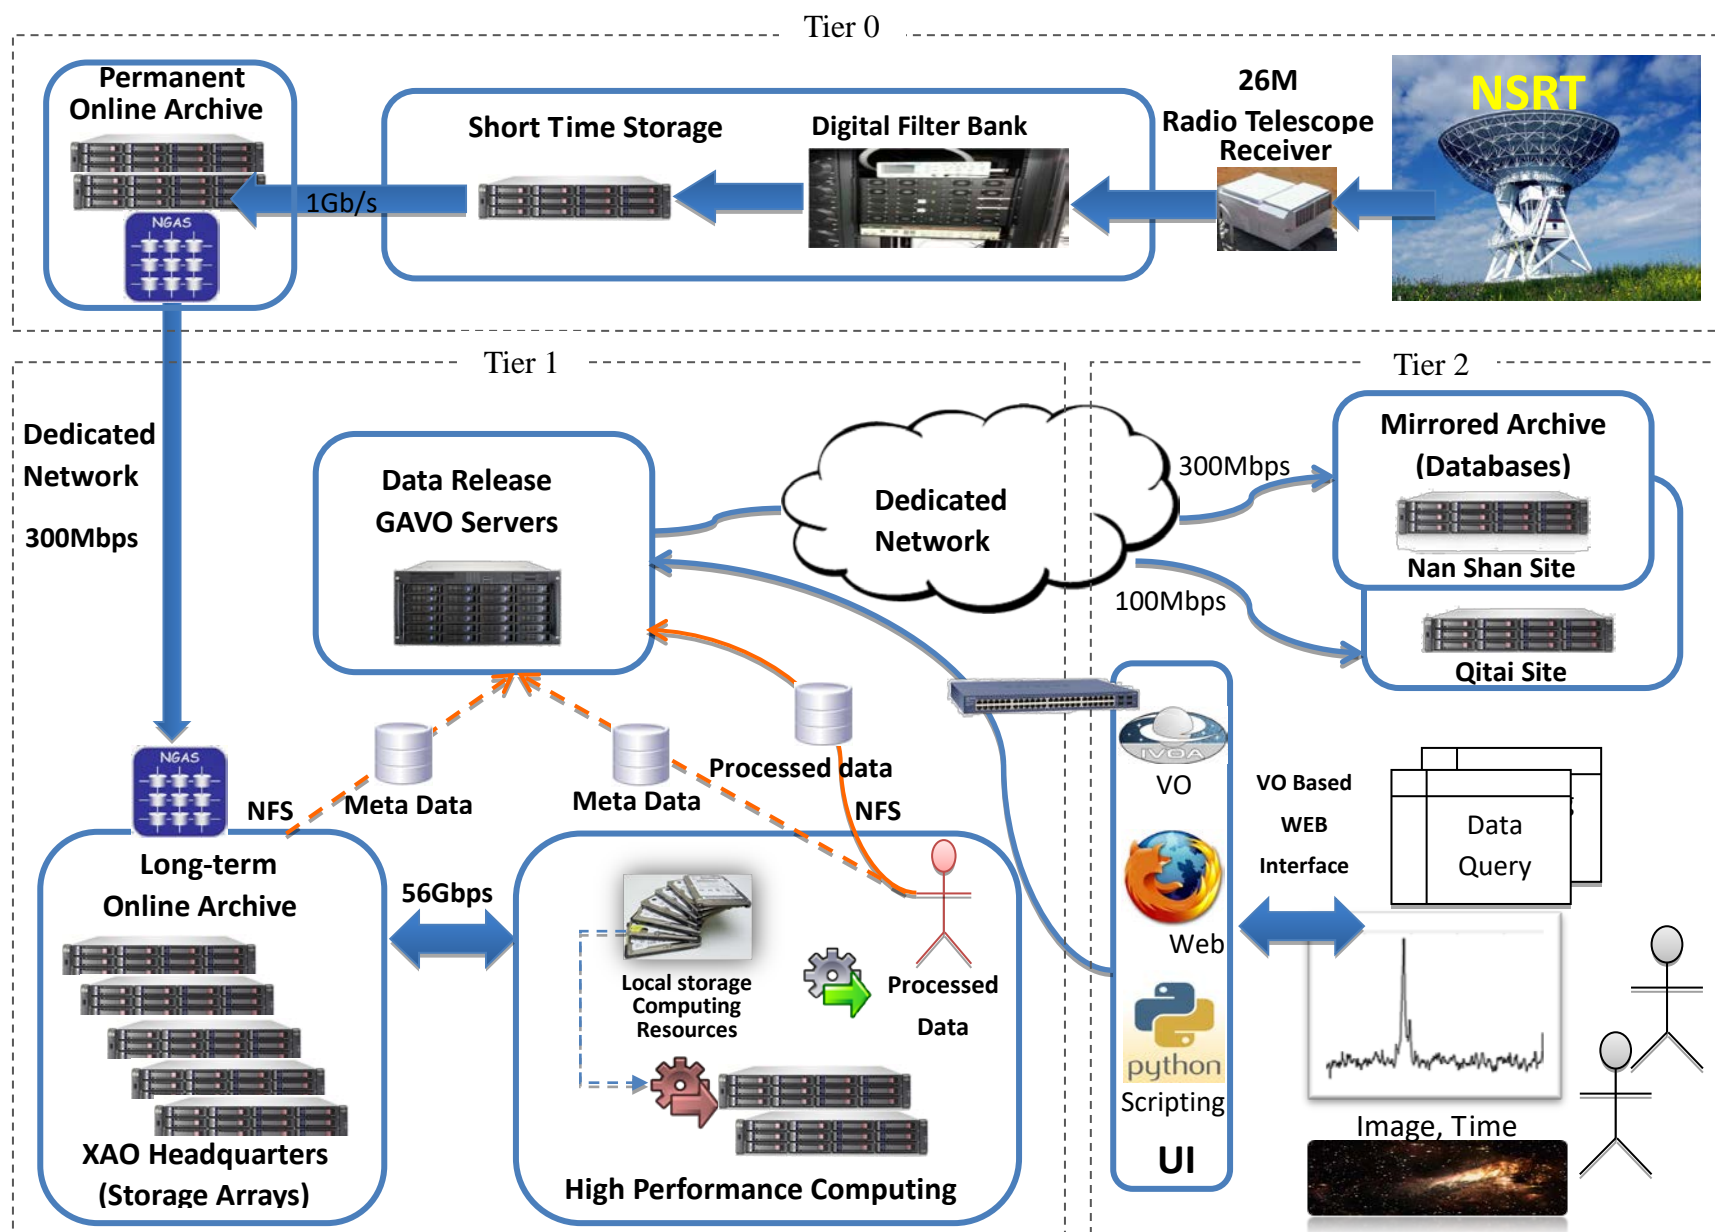 Tier 0
Permanent
Online Archive
NGAS
1Gb/s
Short Time Storage
Digital Filter Bank
26M
Radio Telescope
Receiver
NSRT
Tier 1
Dedicated
Network
300Mbps
Data Release
GAVO Servers
Dedicated
Network
Tier 2
300Mbps
100Mbps
Mirrored Archive
(Databases)
Nan Shan Site
Qitai Site
NGAS
NFS
Meta Data
Meta Data
Processed data
NFS
Long-term
Online Archive
XAO Headquarters
(Storage Arrays)
56Gbps
Local storage
Computing
Resources
Processed
Data
High Performance Computing
IVOA
VO
Web
python
Scripting
UI
VO Based
WEB
Interface
Data
Query
Image, Time